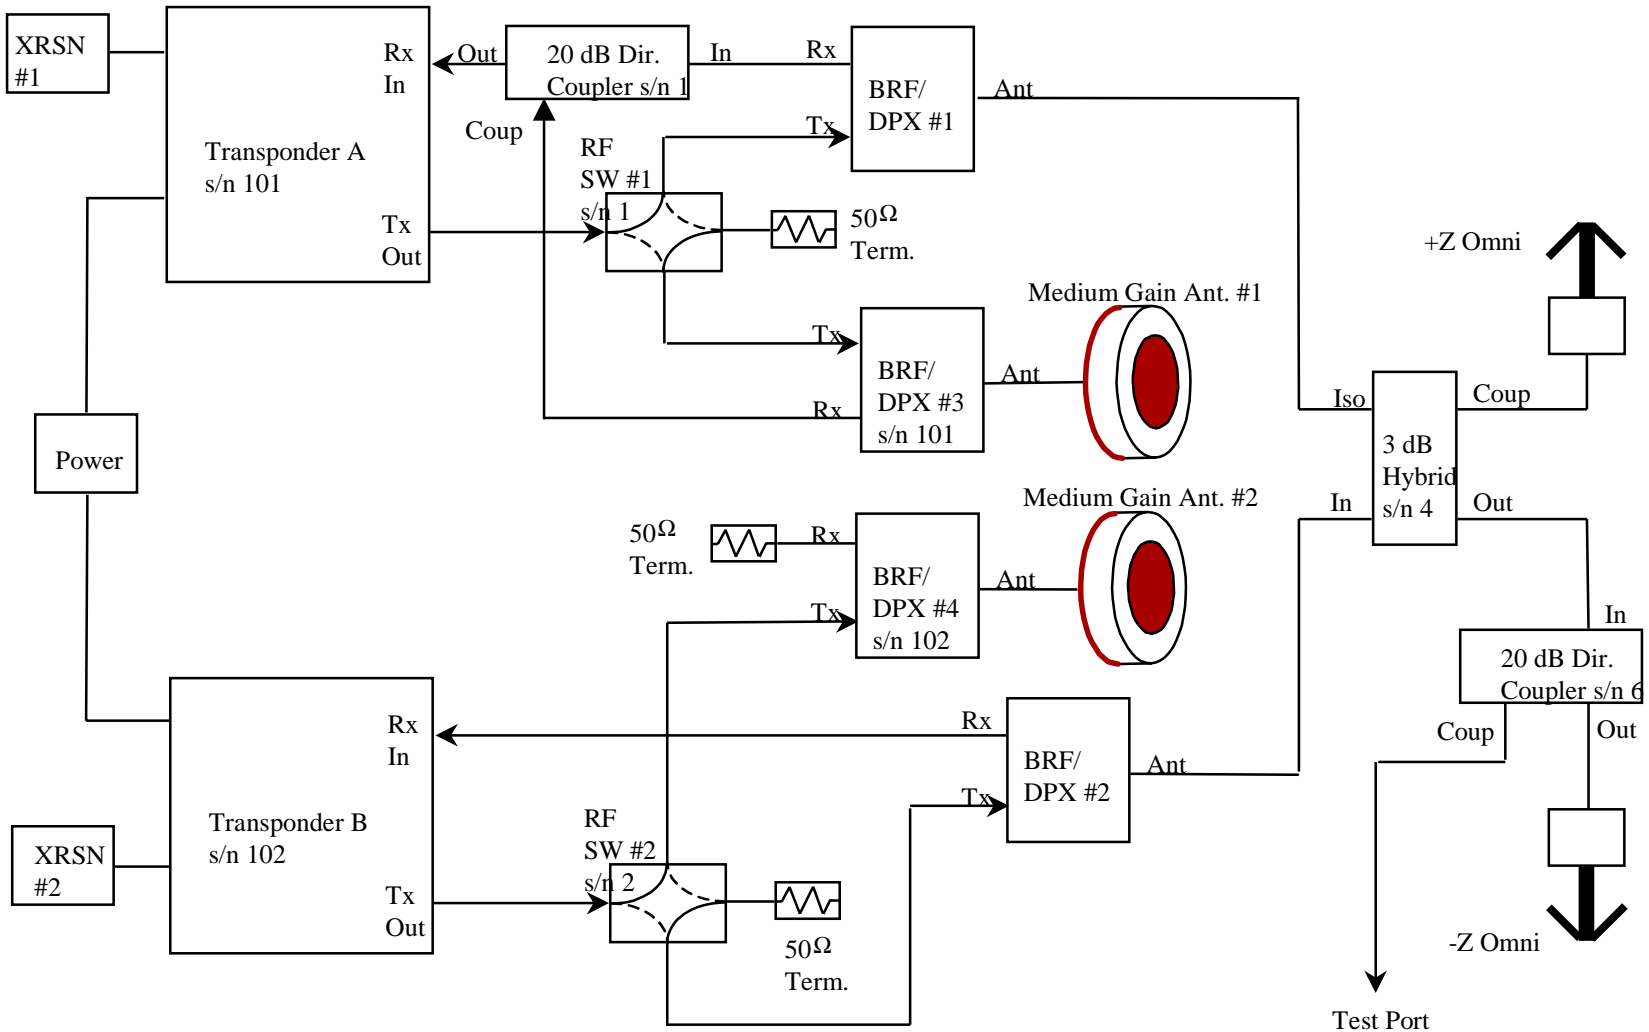 XRSN
#1
Rx
In
Transponder A
s/n 101
Tx
Out
Out
20 dB Dir.
Coupler s/n 1
In
Coup
Rx
Tx
BRF/
DPX #1
Ant
RF
SW #1
s/n 1
50Ω
Term.
+Z Omni
Medium Gain Ant. #1
Tx
Rx
BRF/
DPX #3
s/n 101
Ant
Iso
In
3 dB
Hybrid
s/n 4
Coup
Out
Power
Medium Gain Ant. #2
50Ω
Term.
Rx
Tx
BRF/
DPX #4
s/n 102
Ant
In
20 dB Dir.
Coupler s/n 6
Coup
Out
Rx
In
Transponder B
s/n 102
Tx
Out
XRSN
#2
Rx
Tx
BRF/
DPX #2
Ant
RF
SW #2
s/n 2
50Ω
Term.
-Z Omni
Test Port